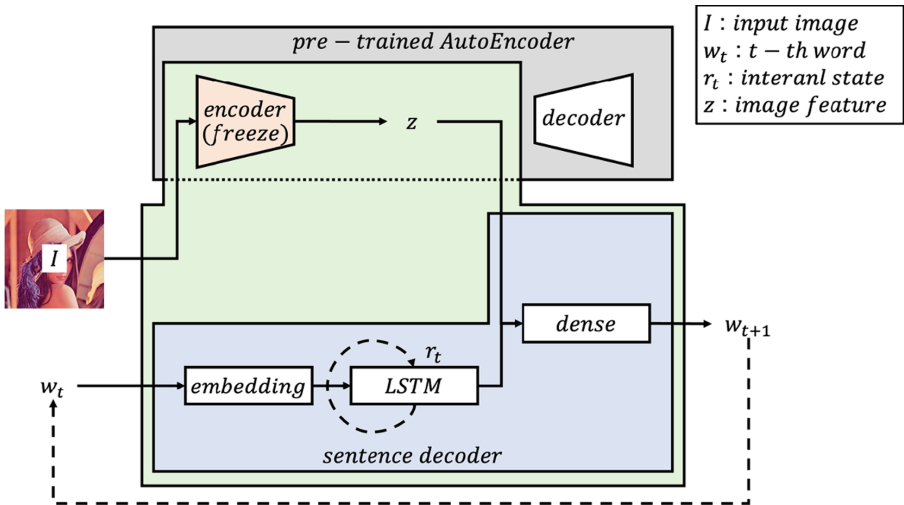 pre − trained AutoEncoder
I : input image
w_t : t − th word
r_t : interanl state
z : image feature
encoder
(freeze)
z
decoder
I
dense
w_{t+1}
r_t
w_t
embedding
LSTM
sentence decoder